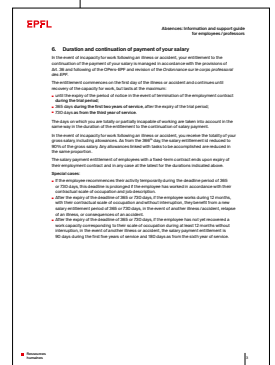 EPFL
Absences: Information and support guide
for employees / professors
6. Duration and continuation of payment of your salary
In the event of incapacity for work following an illness or accident, your entitlement to the
continuation of the payment of your salary is managed in accordance with the provisions of
Art. 36 and following of the OPers-EPF and revision of the Ordonnance sur le corps professoral
des EPF.
The entitlement commences on the first day of the illness or accident and continues until
recovery of the capacity for work, but lasts at the maximum:
until the expiry of the period of notice in the event of termination of the employment contract
during the trial period;
365 days during the first two years of service, after the expiry of the trial period;
730 days as from the third year of service.
The days on which you are totally or partially incapable of working are taken into account in the
same way in the duration of the entitlement to the continuation of salary payment.
In the event of incapacity for work following an illness or accident, you receive the totality of your
gross salary, including allowances. As from the 366th day, the salary entitlement is reduced to
90% of the gross salary. Any allowances linked with tasks to be accomplished are reduced in
the same proportion.
The salary payment entitlement of employees with a fixed-term contract ends upon expiry of
their employment contract and in any case at the latest for the durations indicated above.
Special cases:
If the employee recommences their activity temporarily during the deadline period of 365
or 730 days, this deadline is prolonged if the employee has worked in accordance with their
contractual scale of occupation and job description.
After the expiry of the deadline of 365 or 730 days, if the employee works during 12 months,
with their contractual scale of occupation and without interruption, they benefit from a new
salary entitlement period of 365 or 730 days, in the event of another illness / accident, relapse
of an illness, or consequences of an accident.
After the expiry of the deadline of 365 or 730 days, if the employee has not yet recovered a
work capacity corresponding to their scale of occupation during at least 12 months without
interruption, in the event of another illness or accident, the salary payment entitlement is
90 days during the first five years of service and 180 days as from the sixth year of service.
Ressources
humaines